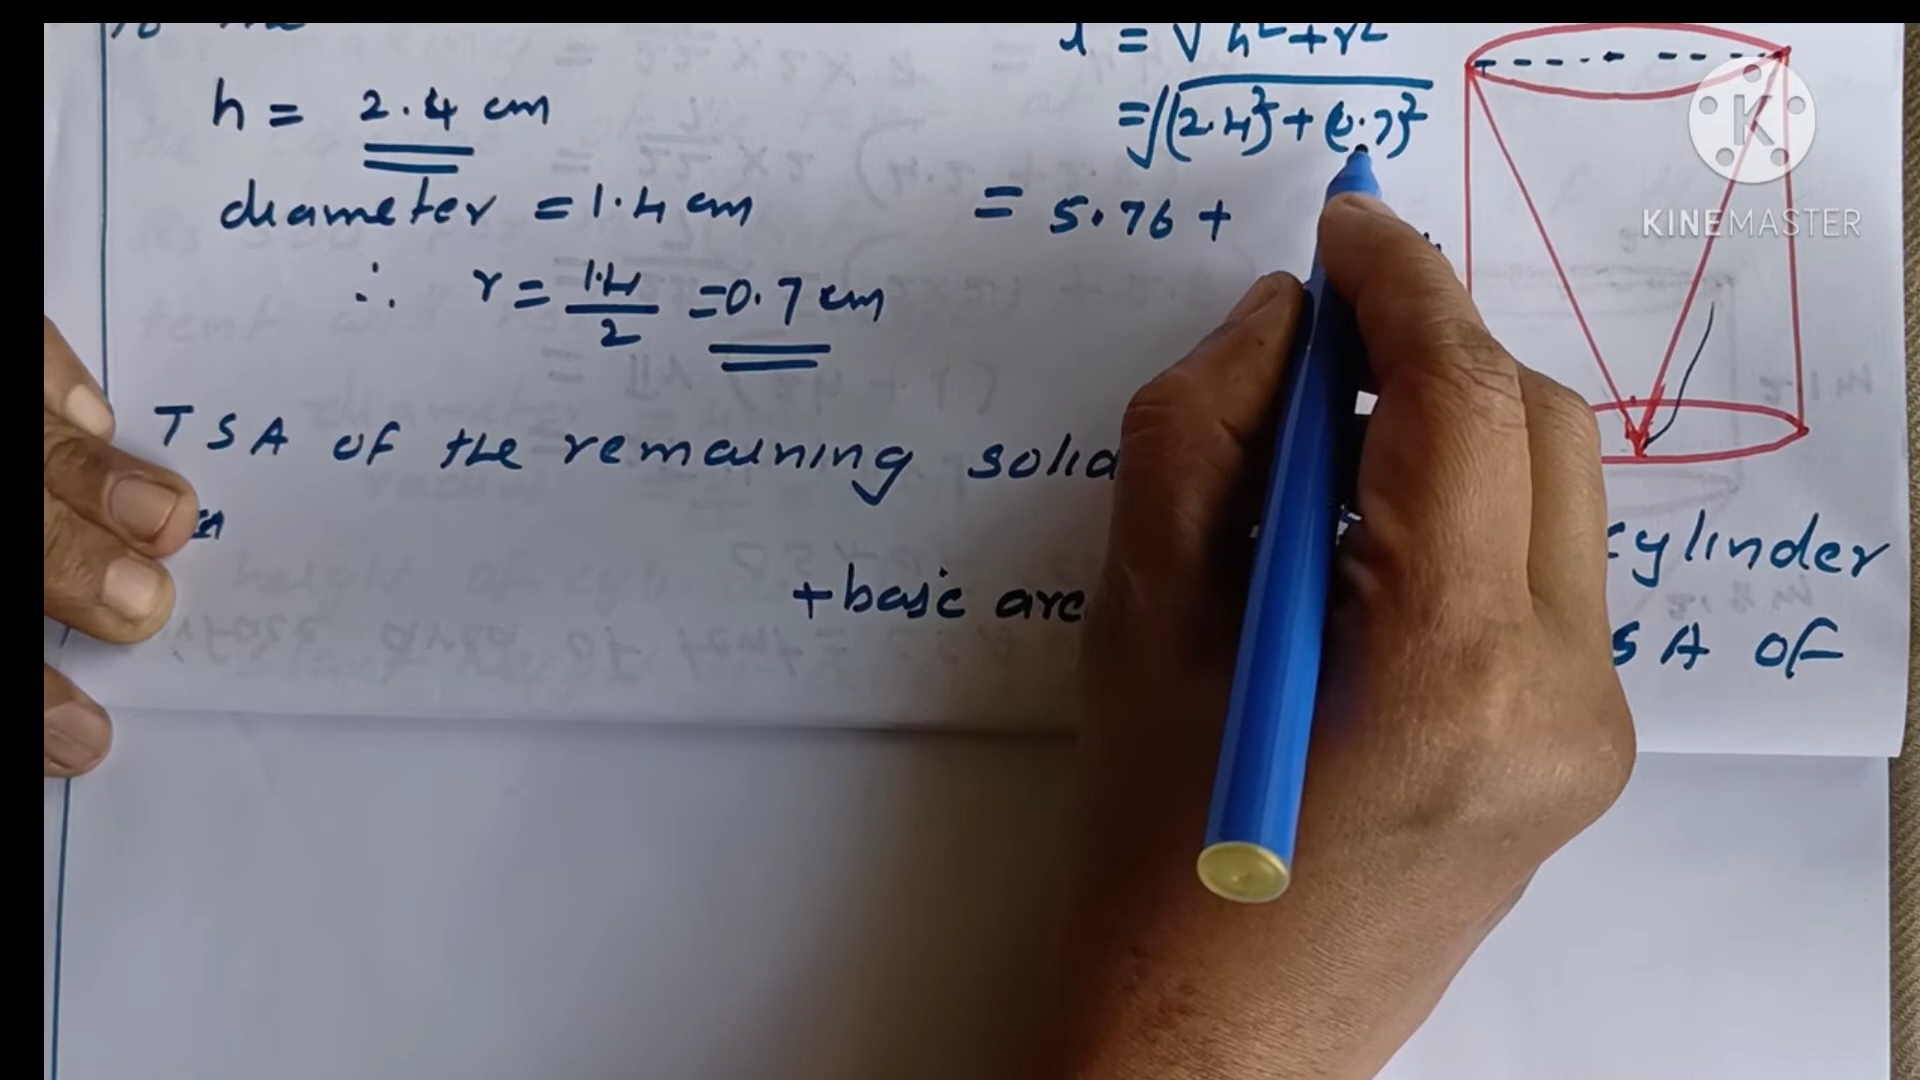 l = √h²+r²
h = 2.4 cm
=√(2.4)²+(0.7)²
KINEMASTER
diameter = 1.4 cm
= 5.76 +
∴ r = 1.4/2 = 0.7 cm
TSA of the remaining solid
cylinder
+ base are
SA of